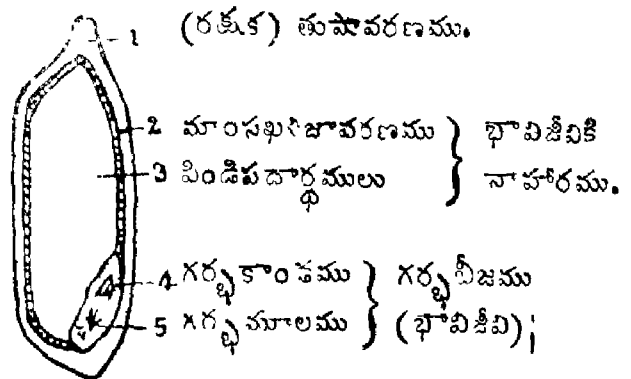 1 (రక్షక) తుషావరణము.
2 మాంసఖనిజావరణము } భావిజీవికి
3 పిండిపదార్థములు } నాహారము.
4 గర్భకాండము } గర్భబీజము
5 గర్భమూలము } (భావిజీవి);